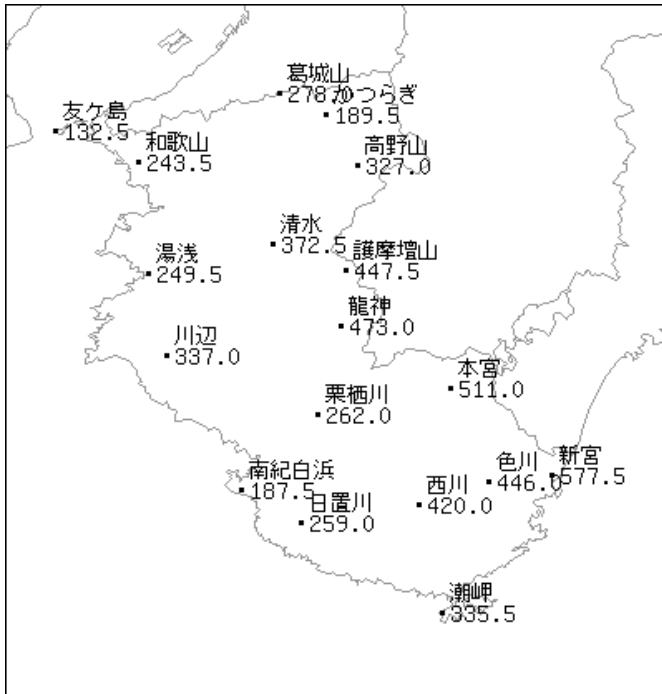 葛城山
278.0
かつらぎ
189.5
友ケ島
132.5
和歌山
243.5
高野山
327.0
清水
372.5
護摩壇山
447.5
湯浅
249.5
龍神
473.0
川辺
337.0
本宮
511.0
栗栖川
262.0
新宮
577.5
色川
446.0
南紀白浜
187.5
西川
420.0
日置川
259.0
潮岬
335.5